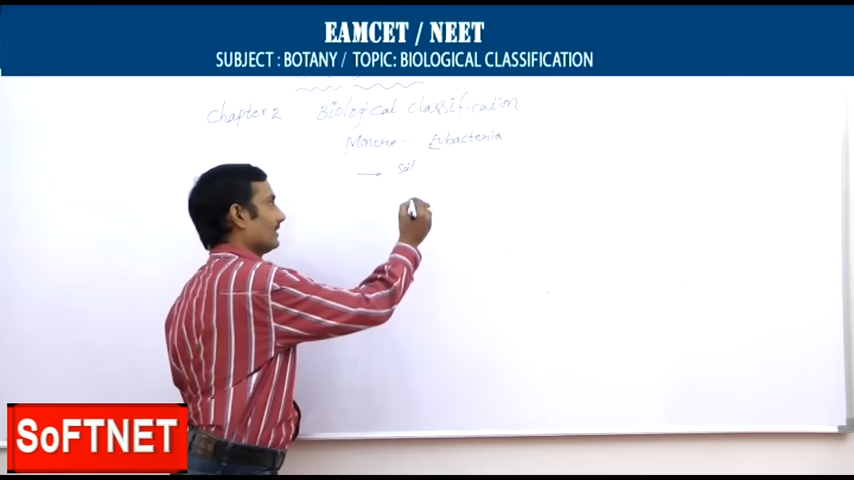 EAMCET / NEET
SUBJECT : BOTANY / TOPIC: BIOLOGICAL CLASSIFICATION
Chapter 2 Biological classification
Monera - Eubacteria
→ Soil
SoFTNET